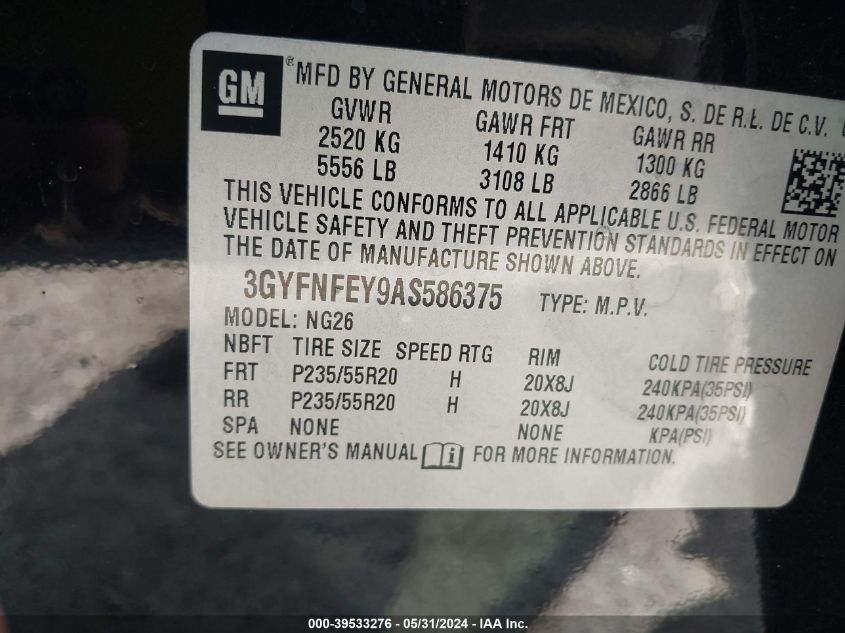 GM ® MFD BY GENERAL MOTORS DE MEXICO, S. DE R.L. DE C.V.
GVWR GAWR FRT GAWR RR
2520 KG 1410 KG 1300 KG
5556 LB 3108 LB 2866 LB
THIS VEHICLE CONFORMS TO ALL APPLICABLE U.S. FEDERAL MOTOR
VEHICLE SAFETY AND THEFT PREVENTION STANDARDS IN EFFECT ON
THE DATE OF MANUFACTURE SHOWN ABOVE.
3GYFNFEY9AS586375 TYPE: M.P.V.
MODEL: NG26
NBFT TIRE SIZE SPEED RTG RIM COLD TIRE PRESSURE
FRT P235/55R20 H 20X8J 240KPA(35PSI)
RR P235/55R20 H 20X8J 240KPA(35PSI)
SPA NONE NONE KPA(PSI)
SEE OWNER'S MANUAL i FOR MORE INFORMATION.
000-39533276 - 05/31/2024 - IAA Inc.